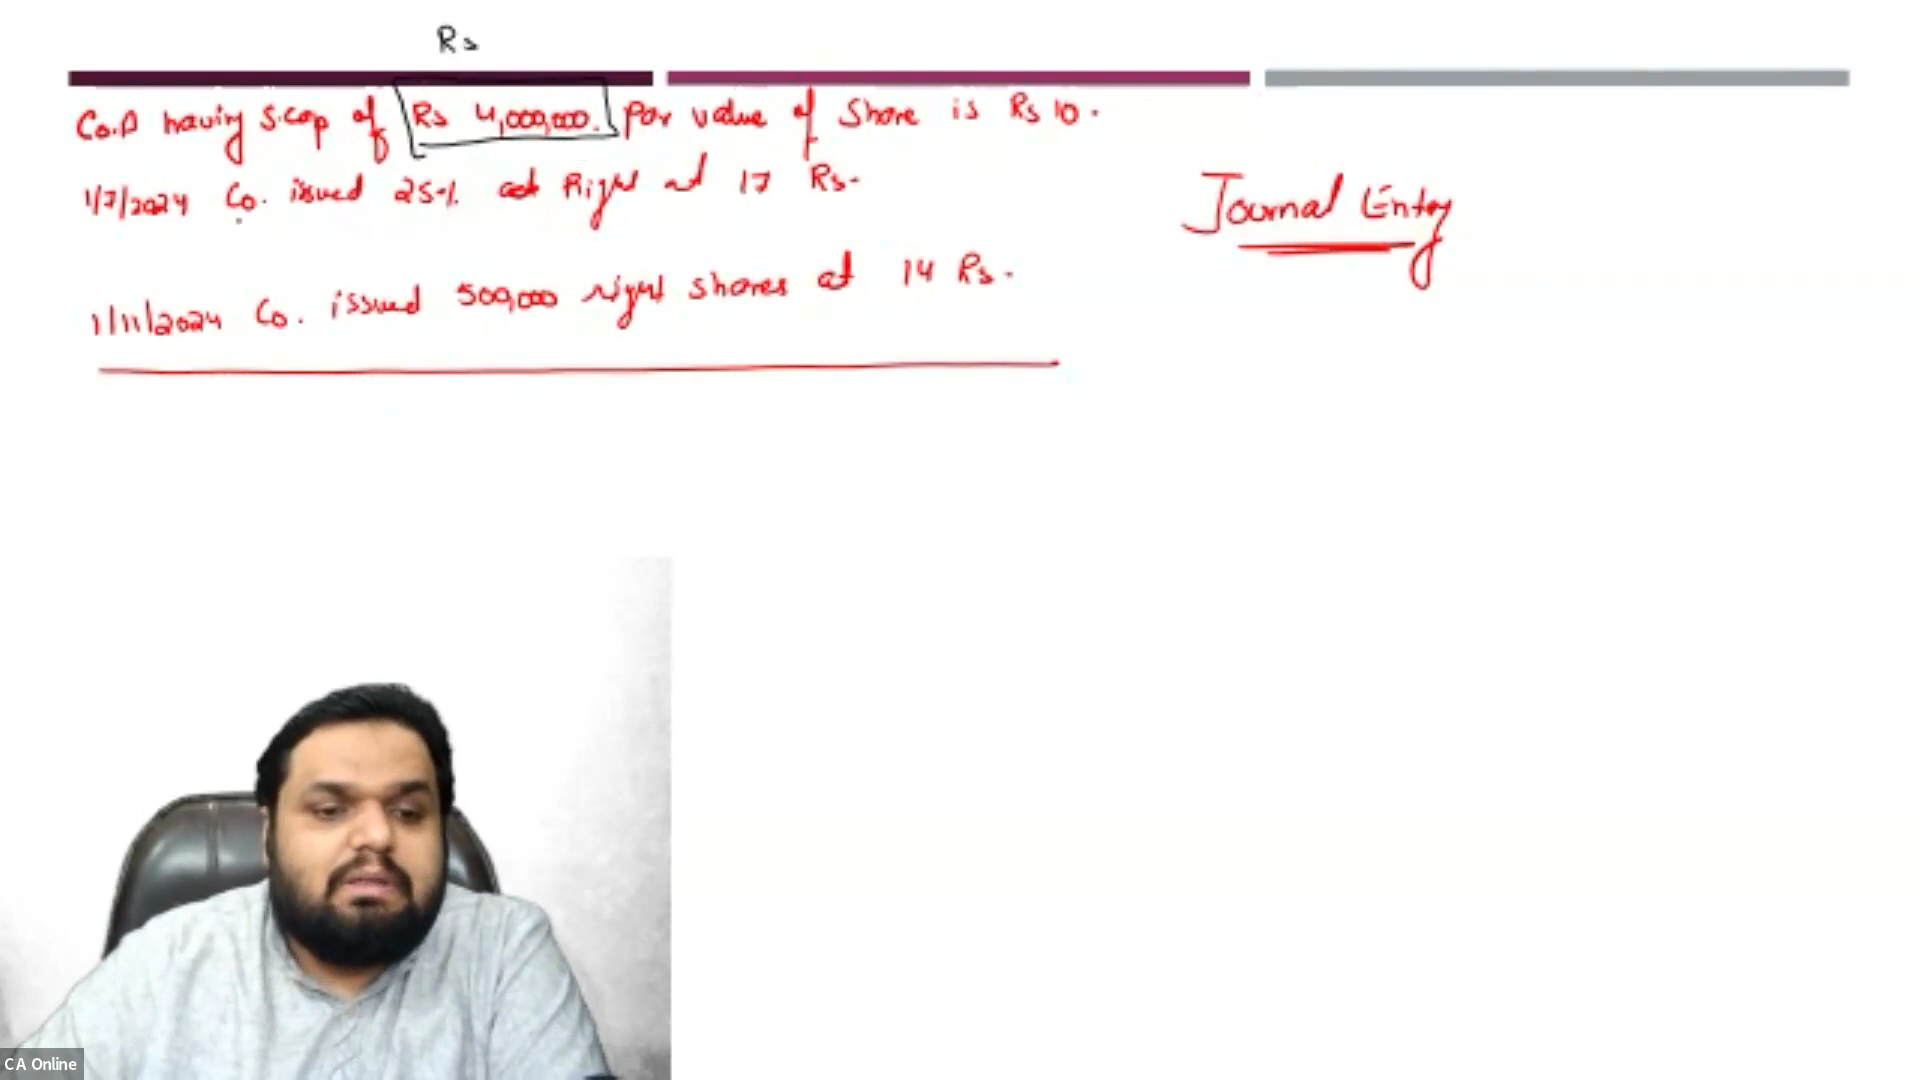 Rs
Co. A having S.cap of Rs 4,000,000. Par value of Share is Rs 10.
1/7/2024 Co. issued 25% Right at 17 Rs.
1/11/2024 Co. issued 500,000 right shares at 14 Rs.
Journal Entry
CA Online